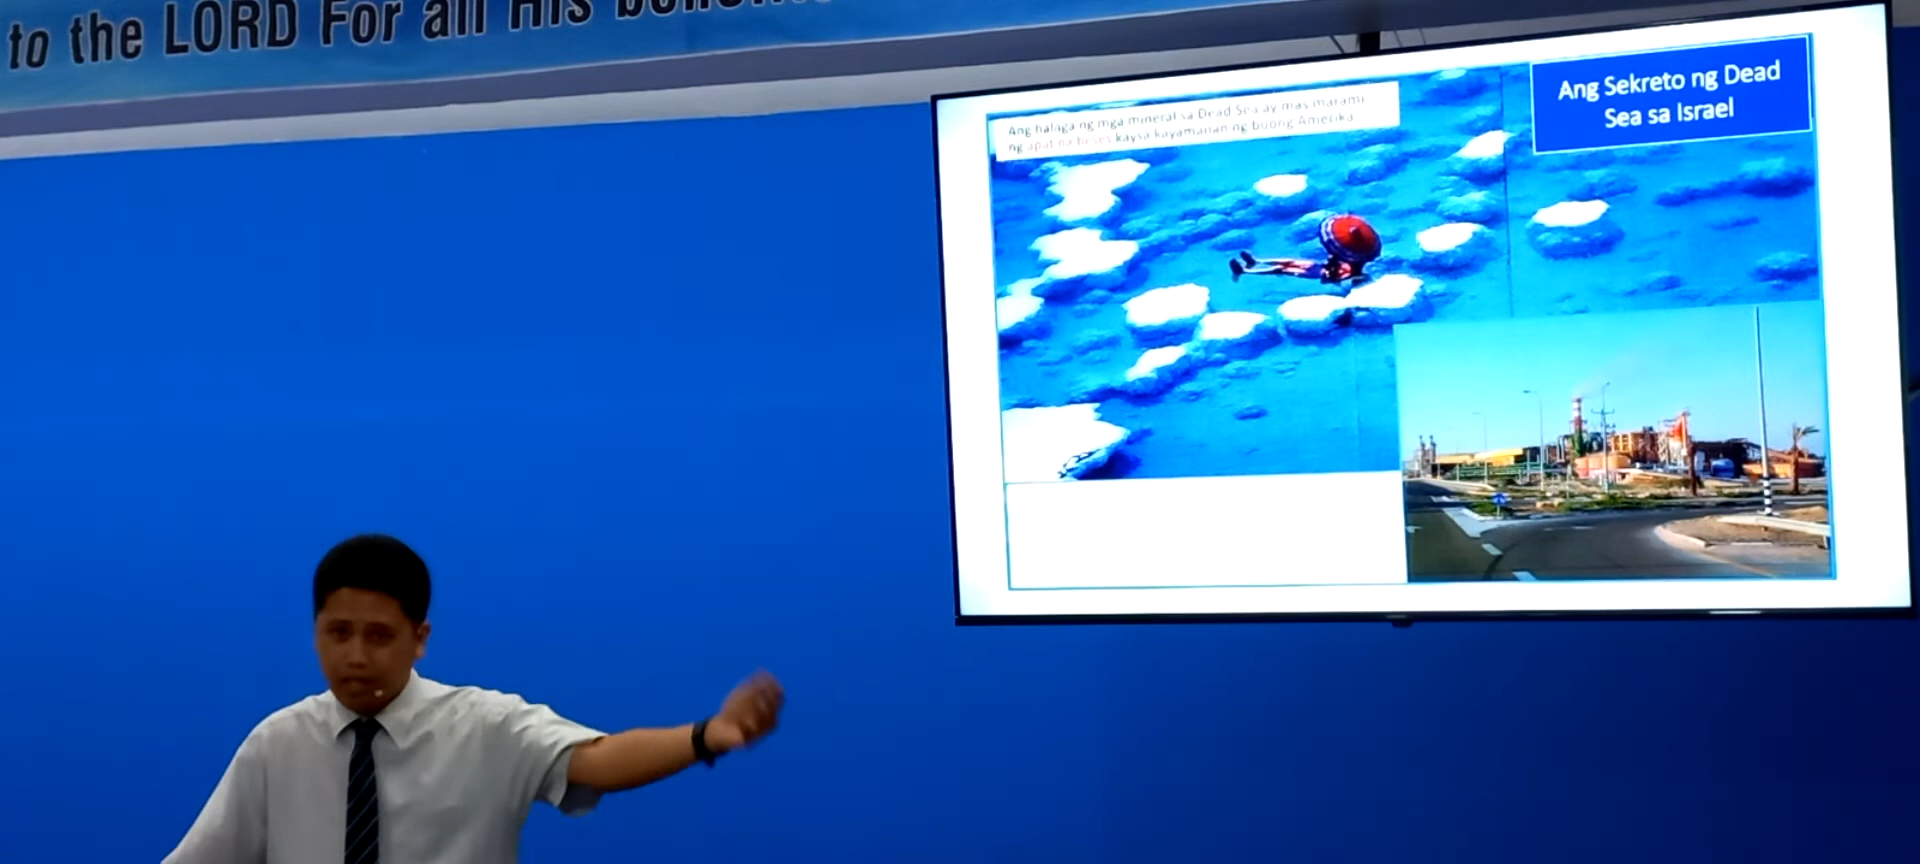 to the LORD For all His
Ang halaga ng mga mineral sa Dead Sea ay mas marami
ng apat na beses kaysa kayamanan ng buong Amerika
Ang Sekreto ng Dead
Sea sa Israel